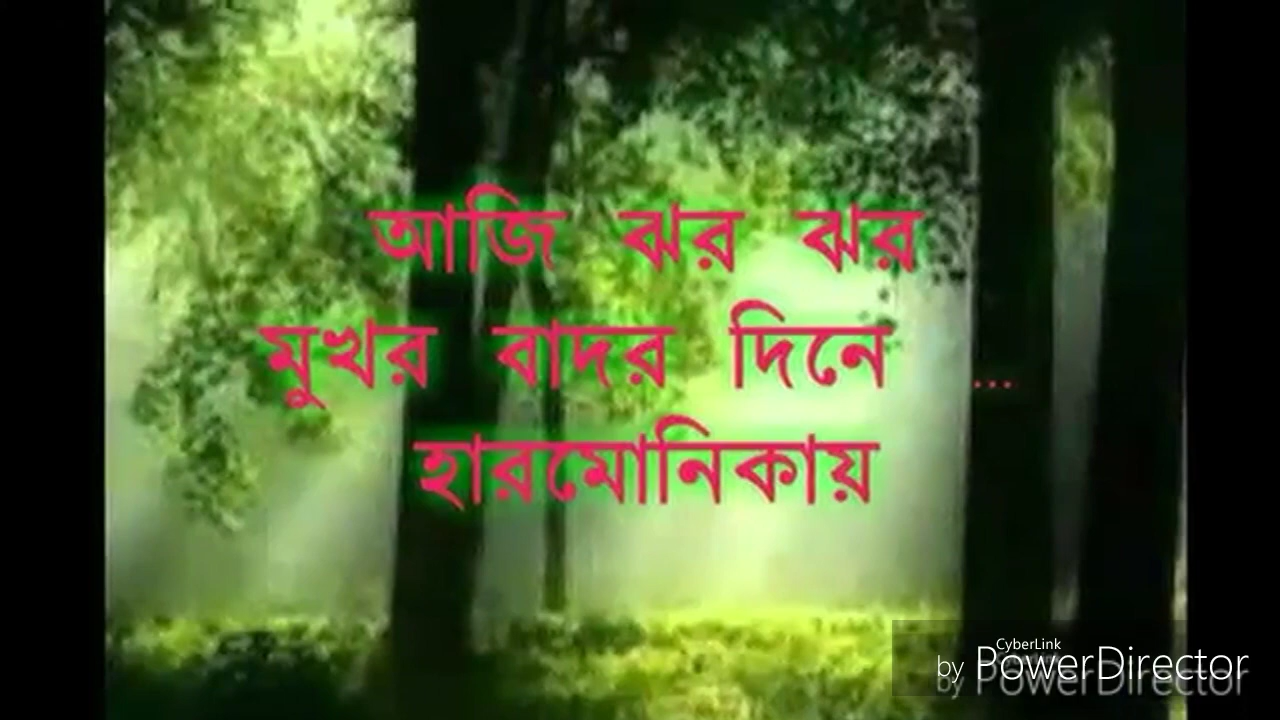 আজি ঝর ঝর
মুখর বাদর দিনে ...
হারমোনিকায়
CyberLink
by PowerDirector